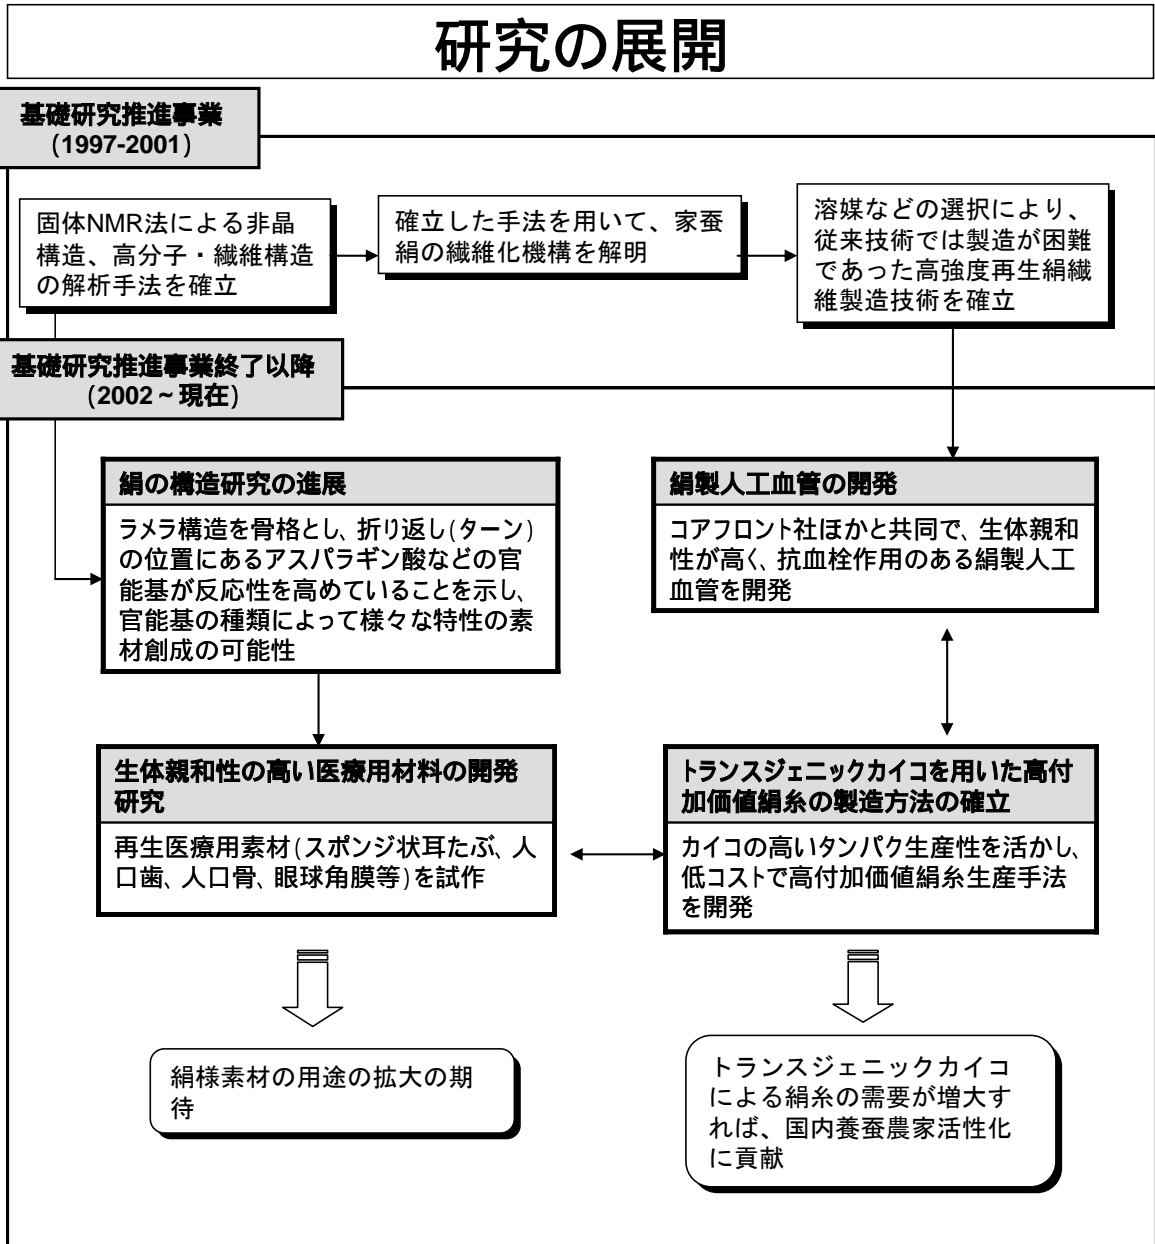 研究の展開
基礎研究推進事業
(1997-2001)
固体NMR法による非晶
構造、高分子・繊維構造
の解析手法を確立
確立した手法を用いて、家蚕
絹の繊維化機構を解明
溶媒などの選択により、
従来技術では製造が困難
であった高強度再生絹繊
維製造技術を確立
基礎研究推進事業終了以降
(2002～現在)
絹の構造研究の進展
ラメラ構造を骨格とし、折り返し(ターン)
の位置にあるアスパラギン酸などの官
能基が反応性を高めていることを示し、
官能基の種類によって様々な特性の素
材創成の可能性
絹製人工血管の開発
コアフロント社ほかと共同で、生体親和
性が高く、抗血栓作用のある絹製人工
血管を開発
生体親和性の高い医療用材料の開発
研究
再生医療用素材(スポンジ状耳たぶ、人
口歯、人口骨、眼球角膜等)を試作
トランスジェニックカイコを用いた高付
加価値絹糸の製造方法の確立
カイコの高いタンパク生産性を活かし、
低コストで高付加価値絹糸生産手法
を開発
絹様素材の用途の拡大の期
待
トランスジェニックカイコ
による絹糸の需要が増大す
れば、国内養蚕農家活性化
に貢献